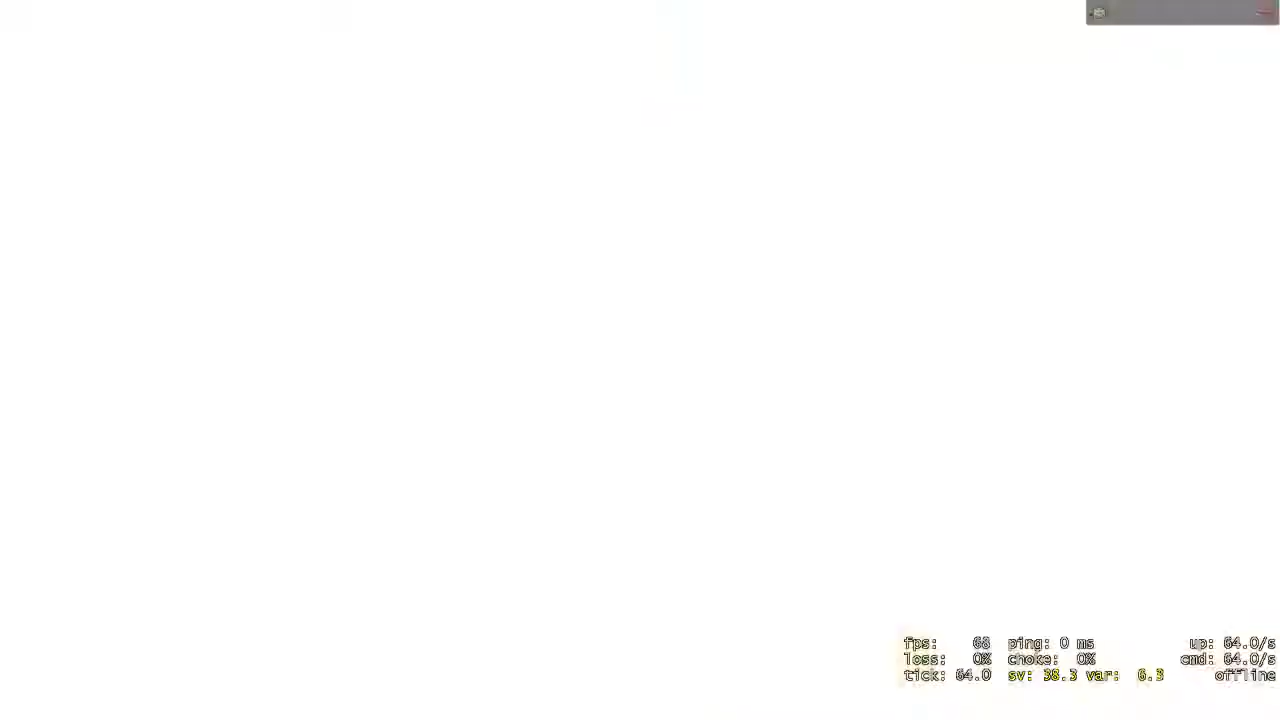 fps: 68 ping: 0 ms up: 64.0/s
loss: 0% choke: 0% cmd: 64.0/s
tick: 64.0 sv: 38.3 var: 6.3 offline